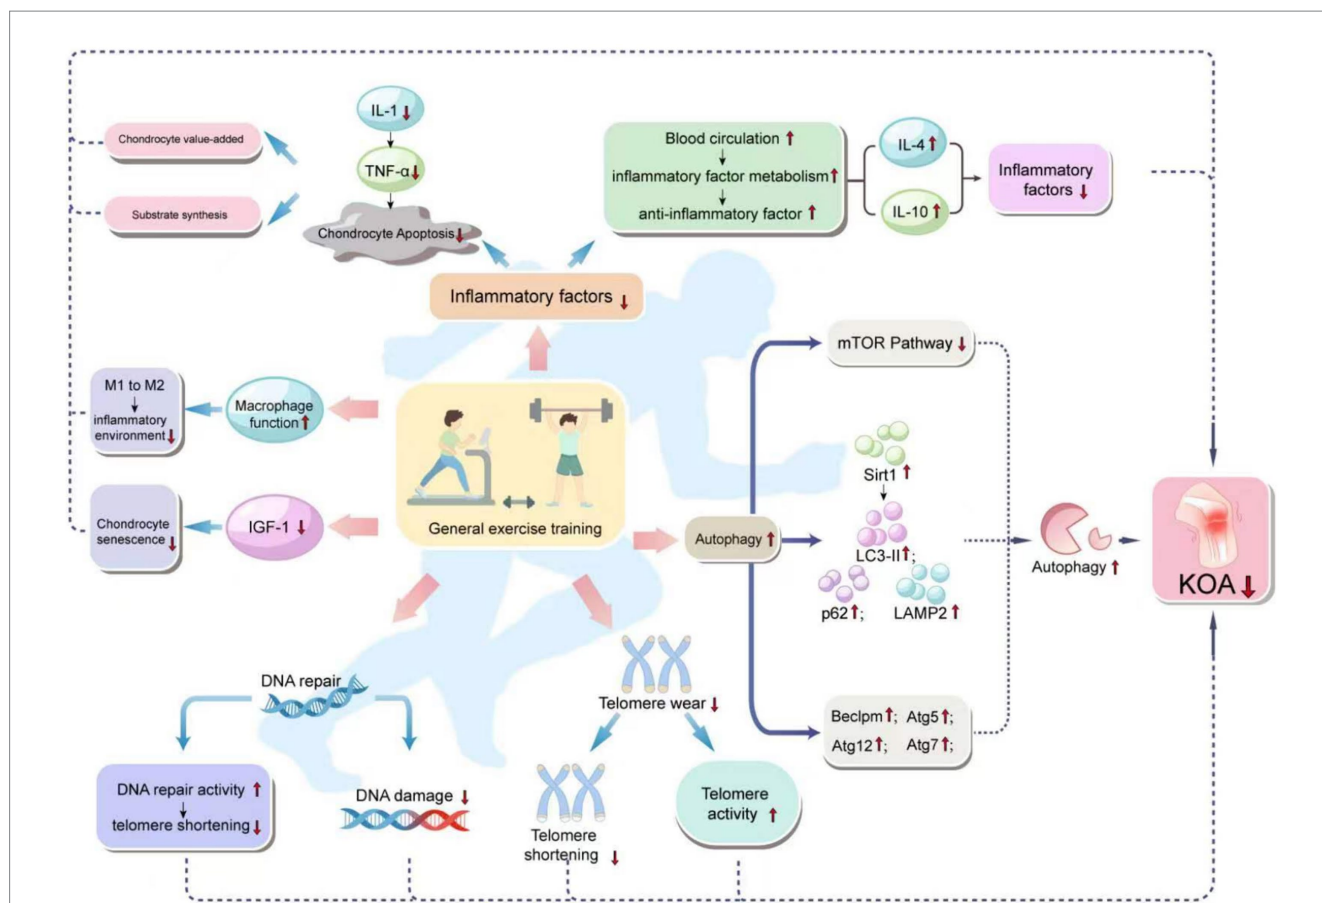 IL-1 ↓
Chondrocyte value-added
TNF-α ↓
Substrate synthesis
Chondrocyte Apoptosis ↓
Blood circulation ↑
inflammatory factor metabolism ↑
anti-inflammatory factor ↑
IL-4 ↑
IL-10 ↑
Inflammatory
factors ↓
Inflammatory factors ↓
M1 to M2
inflammatory
environment ↓
Macrophage
function ↑
Chondrocyte
senescence ↓
IGF-1 ↓
General exercise training
mTOR Pathway ↓
Sirt1 ↑
Autophagy ↑
LC3-II ↑;
p62 ↑;
LAMP2 ↑
Autophagy ↑
KOA ↓
Beclpm ↑; Atg5 ↑;
Atg12 ↑; Atg7 ↑;
DNA repair
Telomere wear ↓
DNA repair activity ↑
telomere shortening ↓
DNA damage ↓
Telomere
shortening ↓
Telomere
activity ↑